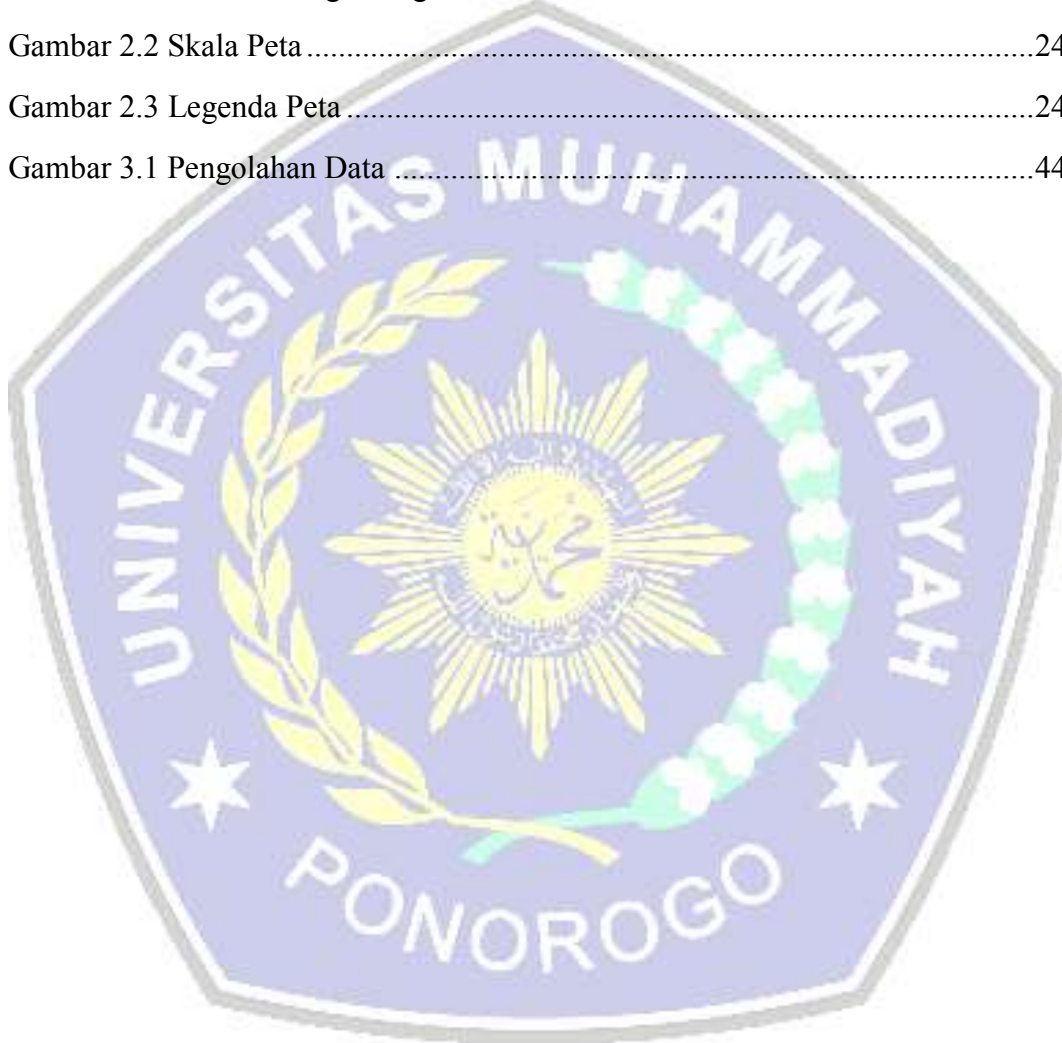 Gambar 2.2 Skala Peta ........................................................................................ 24
Gambar 2.3 Legenda Peta ................................................................................... 24
Gambar 3.1 Pengolahan Data ............................................................................. 44
UNIVERSITAS MUHAMMADIYAH
PONOROGO